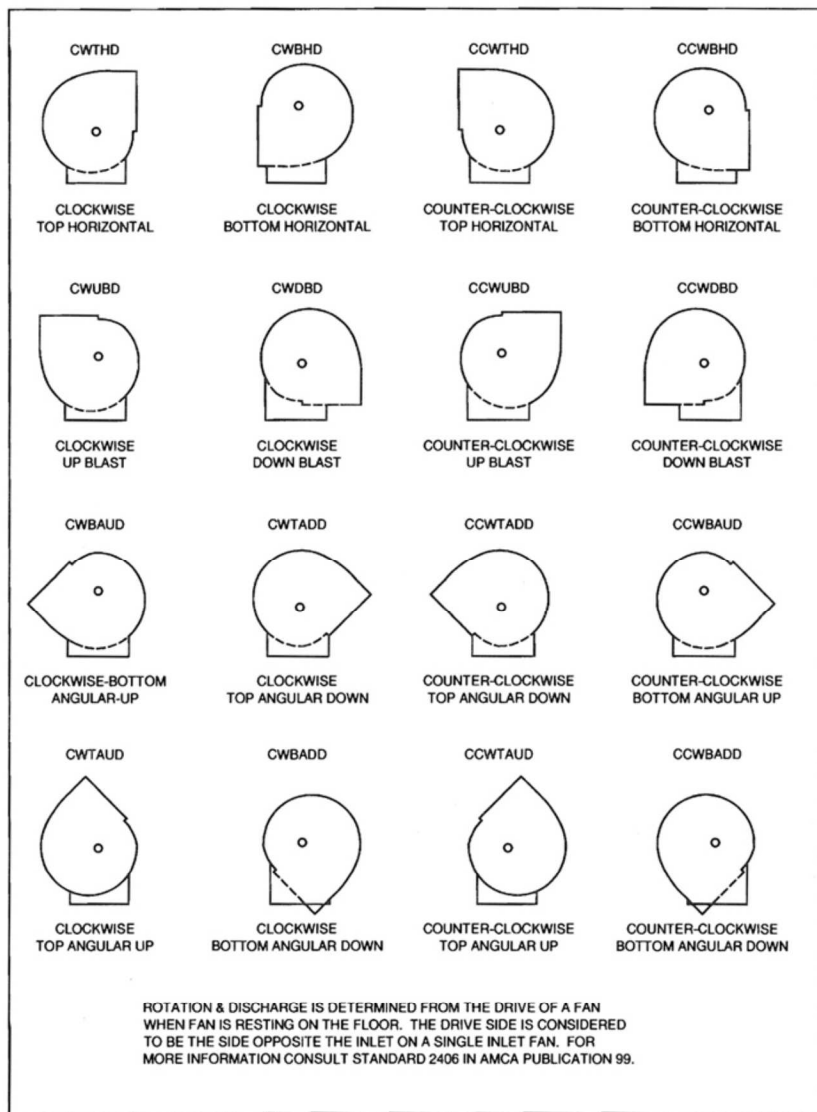 CWTHD
CWBHD
CCWTHD
CCWBHD
CLOCKWISE
TOP HORIZONTAL
CLOCKWISE
BOTTOM HORIZONTAL
COUNTER-CLOCKWISE
TOP HORIZONTAL
COUNTER-CLOCKWISE
BOTTOM HORIZONTAL
CWUBD
CWDBD
CCWUBD
CCWDBD
CLOCKWISE
UP BLAST
CLOCKWISE
DOWN BLAST
COUNTER-CLOCKWISE
UP BLAST
COUNTER-CLOCKWISE
DOWN BLAST
CWBAUD
CWTADD
CCWTADD
CCWBAUD
CLOCKWISE-BOTTOM
ANGULAR-UP
CLOCKWISE
TOP ANGULAR DOWN
COUNTER-CLOCKWISE
TOP ANGULAR DOWN
COUNTER-CLOCKWISE
BOTTOM ANGULAR UP
CWTAUD
CWBADD
CCWTAUD
CCWBADD
CLOCKWISE
TOP ANGULAR UP
CLOCKWISE
BOTTOM ANGULAR DOWN
COUNTER-CLOCKWISE
TOP ANGULAR UP
COUNTER-CLOCKWISE
BOTTOM ANGULAR DOWN
ROTATION & DISCHARGE IS DETERMINED FROM THE DRIVE OF A FAN
WHEN FAN IS RESTING ON THE FLOOR. THE DRIVE SIDE IS CONSIDERED
TO BE THE SIDE OPPOSITE THE INLET ON A SINGLE INLET FAN. FOR
MORE INFORMATION CONSULT STANDARD 2406 IN AMCA PUBLICATION 99.